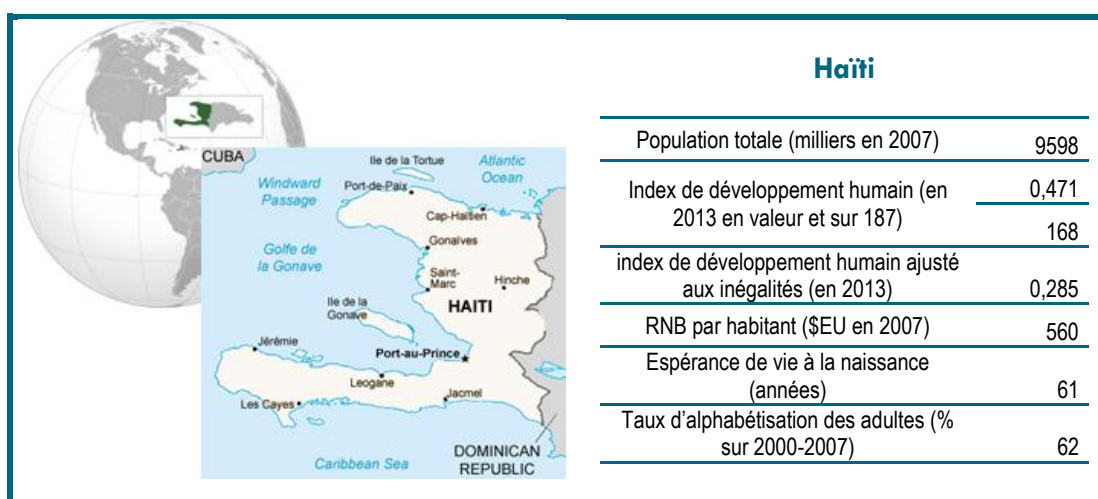 CUBA
Ile de la Tortue
Atlantic
Ocean
Windward
Passage
Port-de-Paix
Cap-Haïtien
Gonaïves
Golfe de
la Gonave
Saint-
Marc
Hinche
HAITI
Ile de la
Gonave
Jérémie
Port-au-Prince
Leogane
Jacmel
Les Cayes
DOMINICAN
REPUBLIC
Caribbean Sea
Haïti
Population totale (milliers en 2007) 9598
Index de développement humain (en
2013 en valeur et sur 187)
0,471
168
index de développement humain ajusté
aux inégalités (en 2013) 0,285
RNB par habitant ($EU en 2007) 560
Espérance de vie à la naissance
(années) 61
Taux d’alphabétisation des adultes (%
sur 2000-2007) 62